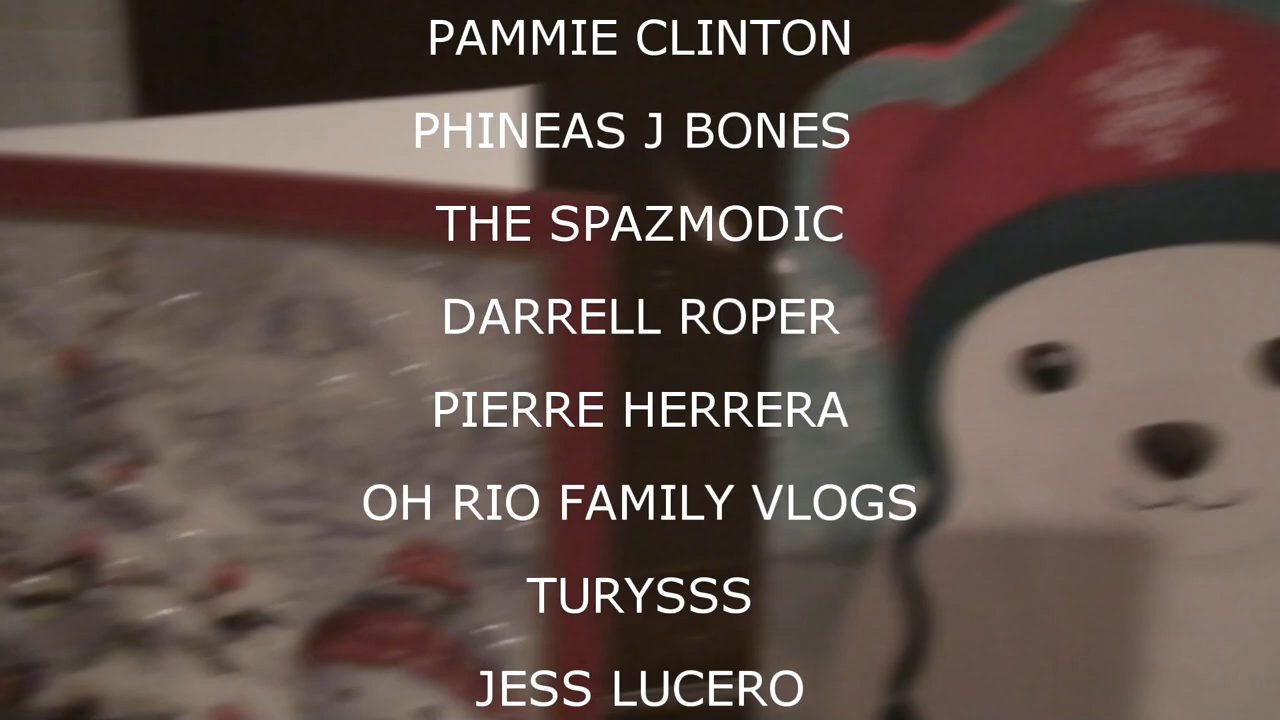 PAMMIE CLINTON
PHINEAS J BONES
THE SPAZMODIC
DARRELL ROPER
PIERRE HERRERA
OH RIO FAMILY VLOGS
TURYSSS
JESS LUCERO